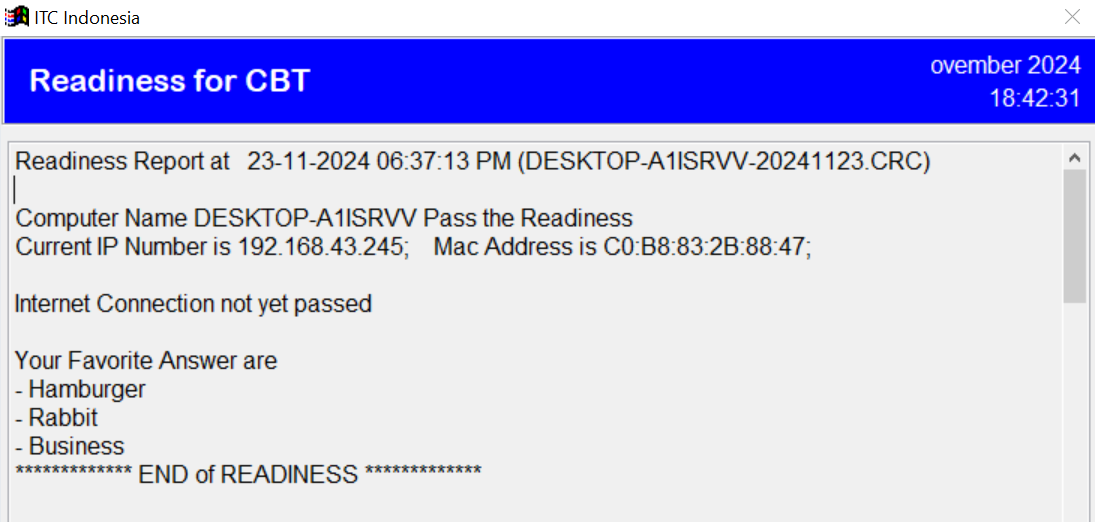 ITC Indonesia
Readiness for CBT
ovember 2024
18:42:31
Readiness Report at 23-11-2024 06:37:13 PM (DESKTOP-A1ISRVV-20241123.CRC)
Computer Name DESKTOP-A1ISRVV Pass the Readiness
Current IP Number is 192.168.43.245; Mac Address is C0:B8:83:2B:88:47;
Internet Connection not yet passed
Your Favorite Answer are
- Hamburger
- Rabbit
- Business
************* END of READINESS *************